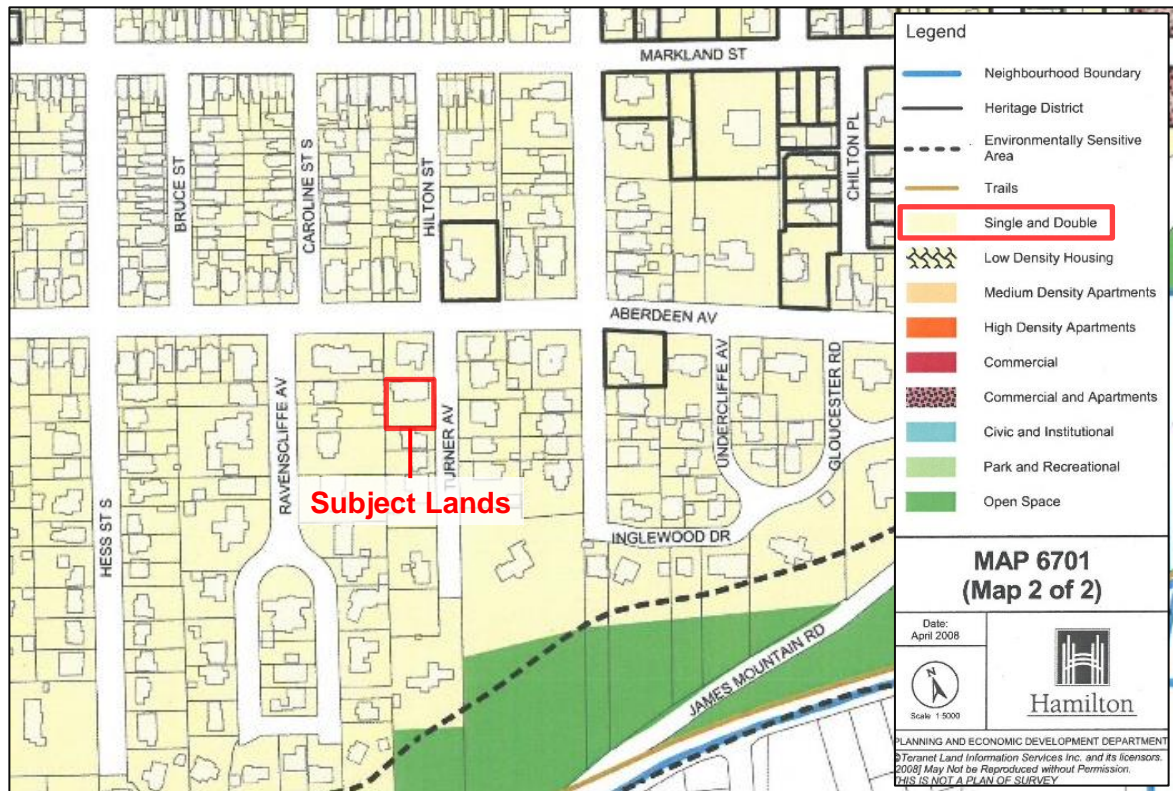 MARKLAND ST
BRUCE ST
CAROLINE ST S
HILTON ST
CHILTON PL
ABERDEEN AV
RAVENSCLIFFE AV
TURNER AV
UNDERCLIFFE AV
GLOUCESTER RD
HESS ST S
Subject Lands
INGLEWOOD DR
JAMES MOUNTAIN RD
Legend
Neighbourhood Boundary
Heritage District
Environmentally Sensitive
Area
Trails
Single and Double
Low Density Housing
Medium Density Apartments
High Density Apartments
Commercial
Commercial and Apartments
Civic and Institutional
Park and Recreational
Open Space
MAP 6701
(Map 2 of 2)
Date:
April 2008
N
Scale 1:5000
Hamilton
PLANNING AND ECONOMIC DEVELOPMENT DEPARTMENT
©Teranet Land Information Services Inc. and its licensors.
2008] May Not be Reproduced without Permission.
THIS IS NOT A PLAN OF SURVEY